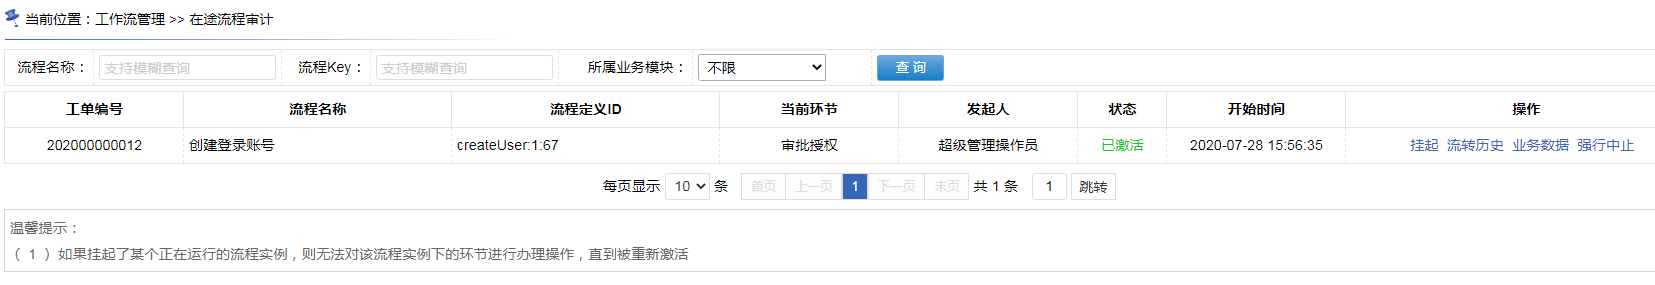 当前位置：工作流管理 >> 在途流程审计
流程名称： 支持模糊查询 流程Key： 支持模糊查询 所属业务模块： 不限 查 询
工单编号 流程名称 流程定义ID 当前环节 发起人 状态 开始时间 操作
202000000012 创建登录账号 createUser:1:67 审批授权 超级管理操作员 已激活 2020-07-28 15:56:35 挂起 流转历史 业务数据 强行中止
每页显示 10 条 首页 上一页 1 下一页 末页 共 1 条 1 跳转
温馨提示：
（ 1 ）如果挂起了某个正在运行的流程实例，则无法对该流程实例下的环节进行办理操作，直到被重新激活